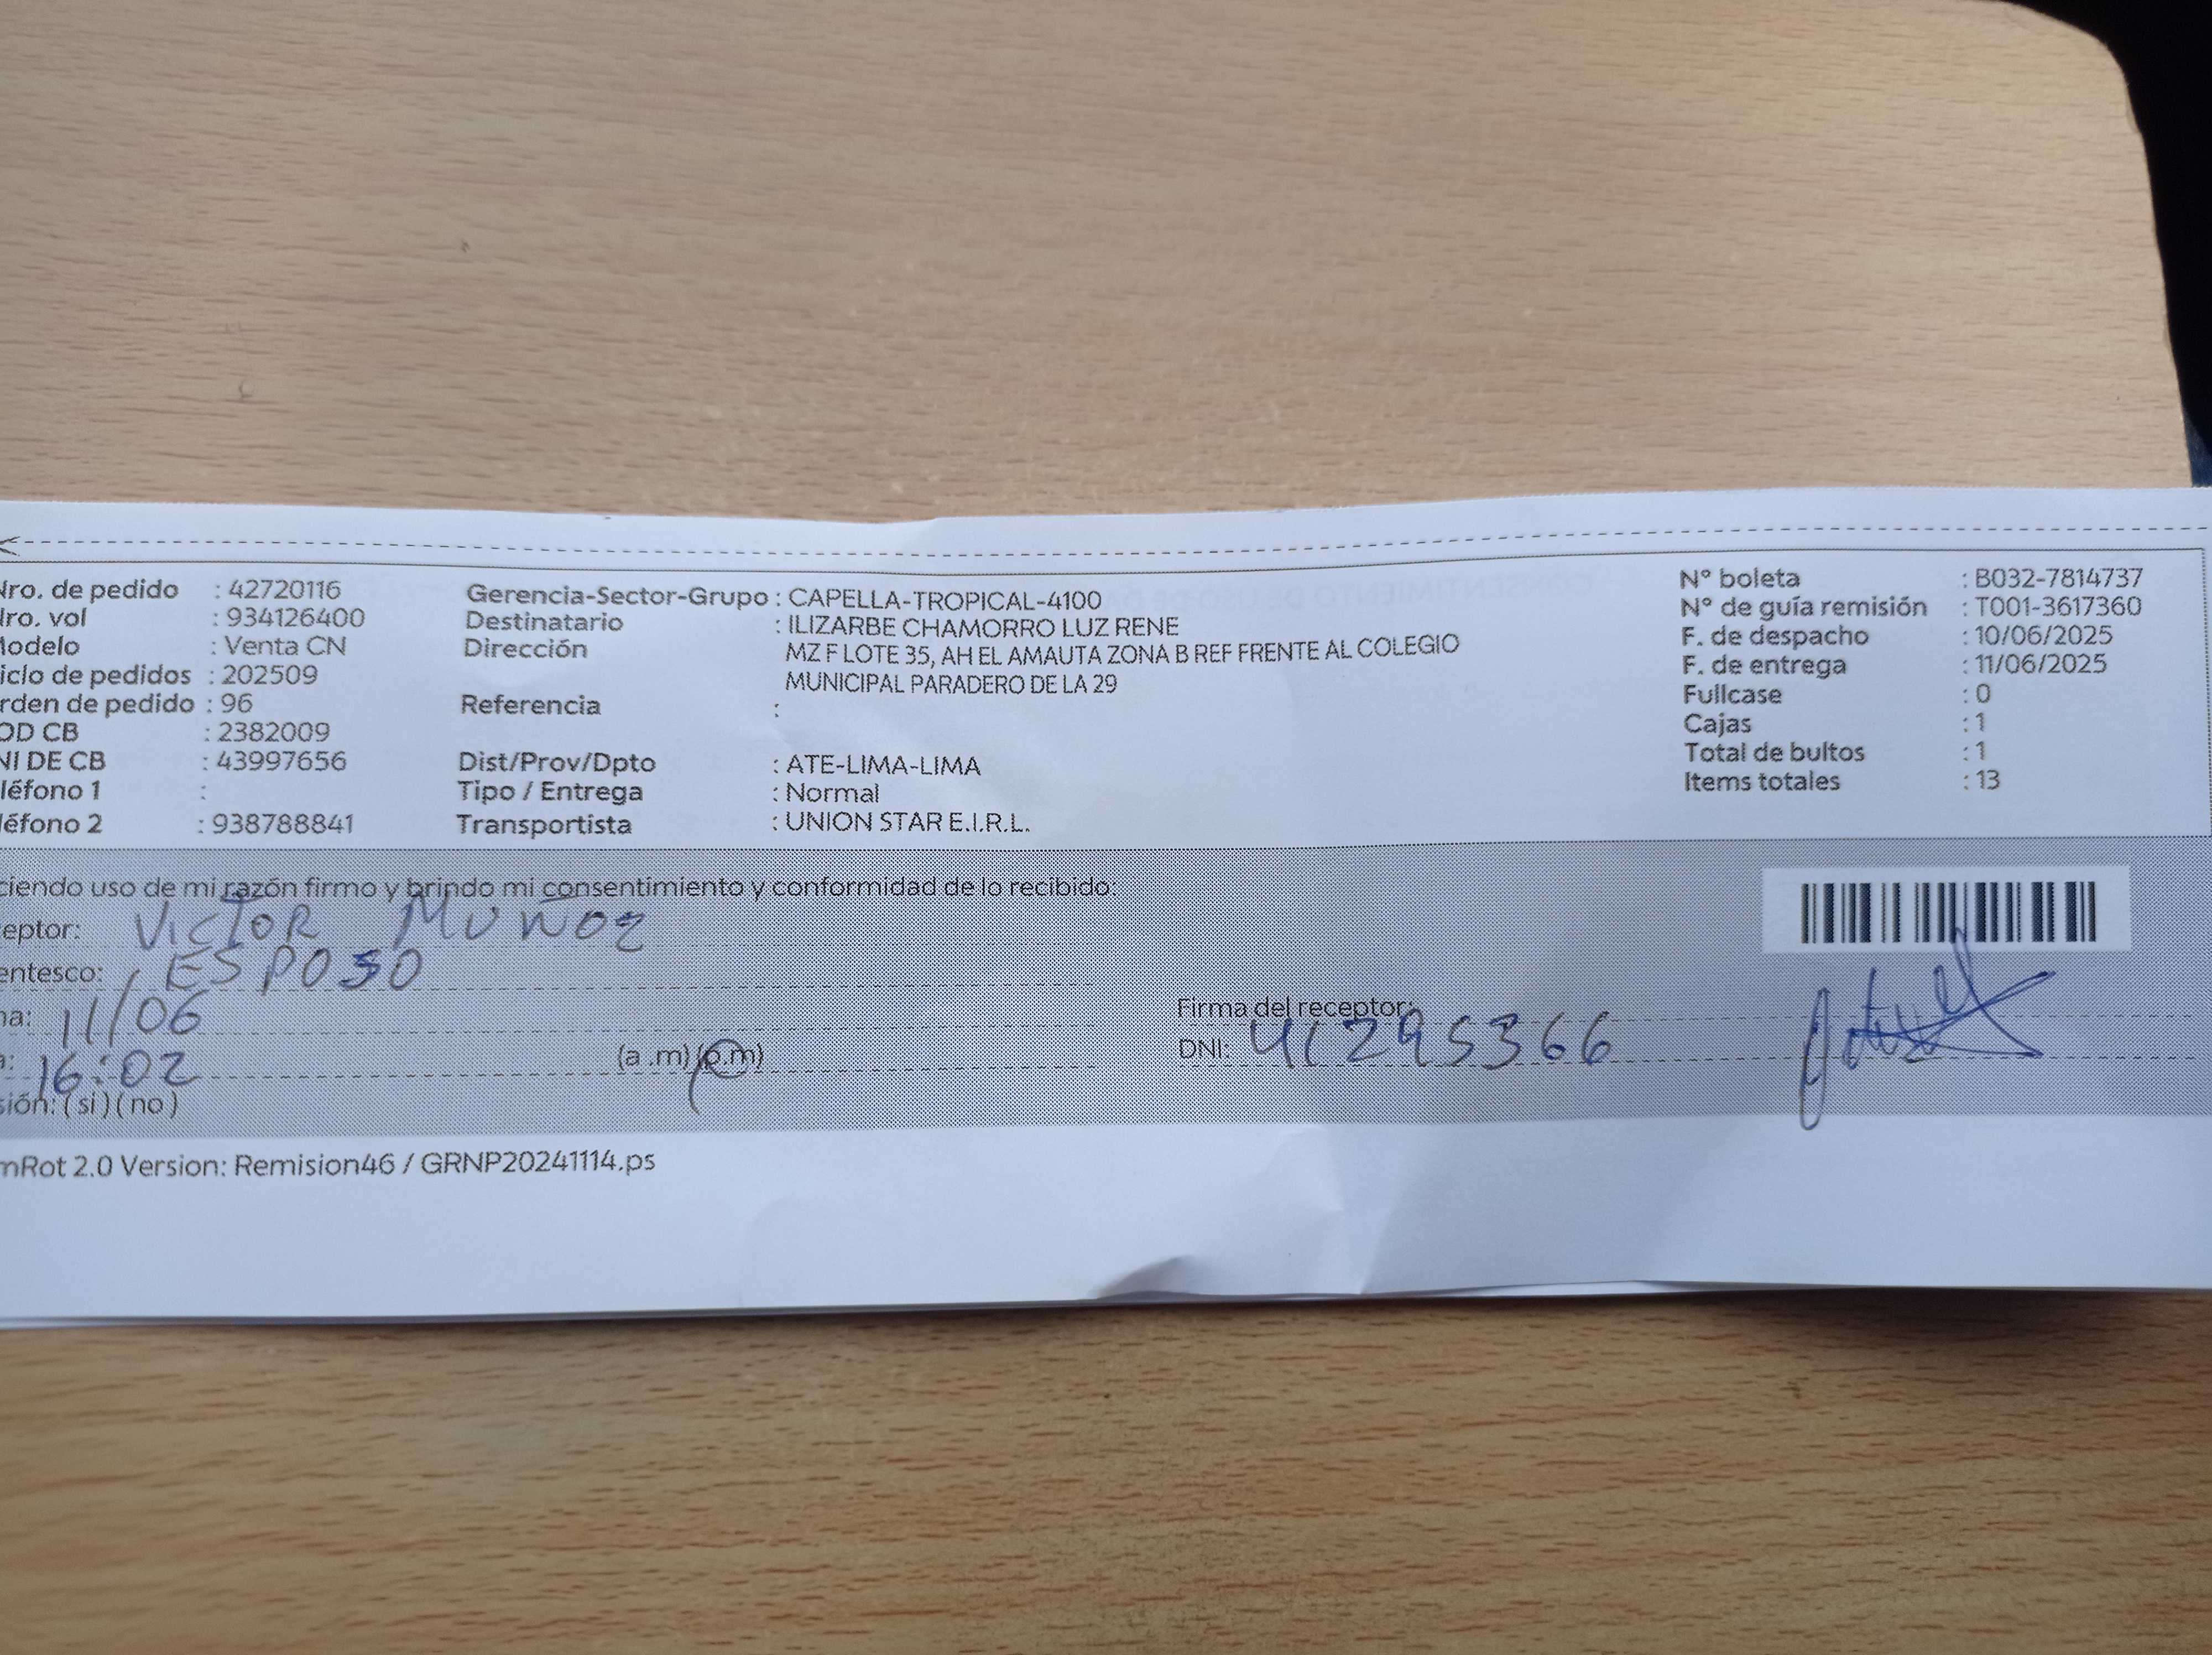 Nro. de pedido : 42720116
Nro. vol : 934126400
Modelo : Venta CN
iclo de pedidos : 202509
rden de pedido : 96
OD CB : 2382009
NI DE CB : 43997656
léfono 1 :
léfono 2 : 938788841
Gerencia-Sector-Grupo : CAPELLA-TROPICAL-4100
Destinatario : ILIZARBE CHAMORRO LUZ RENE
Dirección MZ F LOTE 35, AH EL AMAUTA ZONA B REF FRENTE AL COLEGIO
MUNICIPAL PARADERO DE LA 29
Referencia :
Dist/Prov/Dpto : ATE-LIMA-LIMA
Tipo / Entrega : Normal
Transportista : UNION STAR E.I.R.L.
N° boleta : B032-7814737
N° de guía remisión : T001-3617360
F. de despacho : 10/06/2025
F. de entrega : 11/06/2025
Fullcase : 0
Cajas : 1
Total de bultos : 1
Items totales : 13
ciendo uso de mi razón firmo y brindo mi consentimiento y conformidad de lo recibido:
eptor: VICTOR MUÑOZ
entesco: ESPOSO
ha: 11/06
a: 16:02 (a .m) (p.m)
sión: ( si ) ( no )
Firma del receptor:
DNI: 41295366
mRot 2.0 Version: Remision46 / GRNP20241114.ps